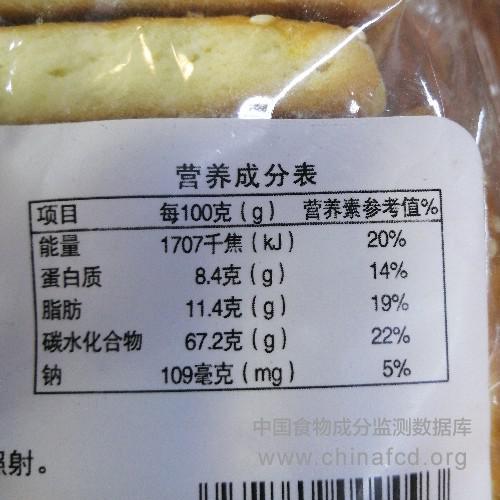 营养成分表
项目 每100克(g) 营养素参考值%
能量 1707千焦(kJ) 20%
蛋白质 8.4克(g) 14%
脂肪 11.4克(g) 19%
碳水化合物 67.2克(g) 22%
钠 109毫克(mg) 5%
中国食物成分监测数据库
照射。
www.chinafcd.org